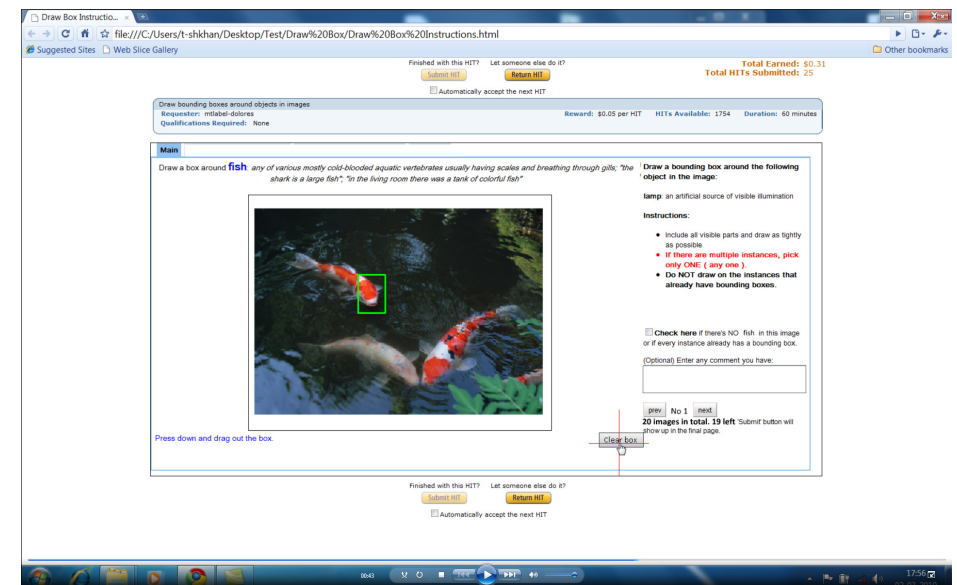 Draw Box Instructio...
file:///C:/Users/t-shkhan/Desktop/Test/Draw%20Box/Draw%20Box%20Instructions.html
Suggested Sites Web Slice Gallery Other bookmarks
Finished with this HIT? Let someone else do it?
Submit HIT Return HIT
Automatically accept the next HIT
Total Earned: $0.31
Total HITs Submitted: 25
Draw bounding boxes around objects in images
Requester: mtlabel-dolores Reward: $0.05 per HIT HITs Available: 1754 Duration: 60 minutes
Qualifications Required: None
Main
Draw a box around fish: any of various mostly cold-blooded aquatic vertebrates usually having scales and breathing through gills; "the
shark is a large fish"; "in the living room there was a tank of colorful fish"
Draw a bounding box around the following
object in the image:
lamp: an artificial source of visible illumination
Instructions:
Include all visible parts and draw as tightly
as possible
If there are multiple instances, pick
only ONE ( any one ).
Do NOT draw on the instances that
already have bounding boxes.
Check here if there's NO fish in this image
or if every instance already has a bounding box.
(Optional) Enter any comment you have:
prev No 1 next
20 images in total. 19 left 'Submit' button will
show up in the final page.
Press down and drag out the box.
Clear box
Finished with this HIT? Let someone else do it?
Submit HIT Return HIT
Automatically accept the next HIT
00:43
17:56